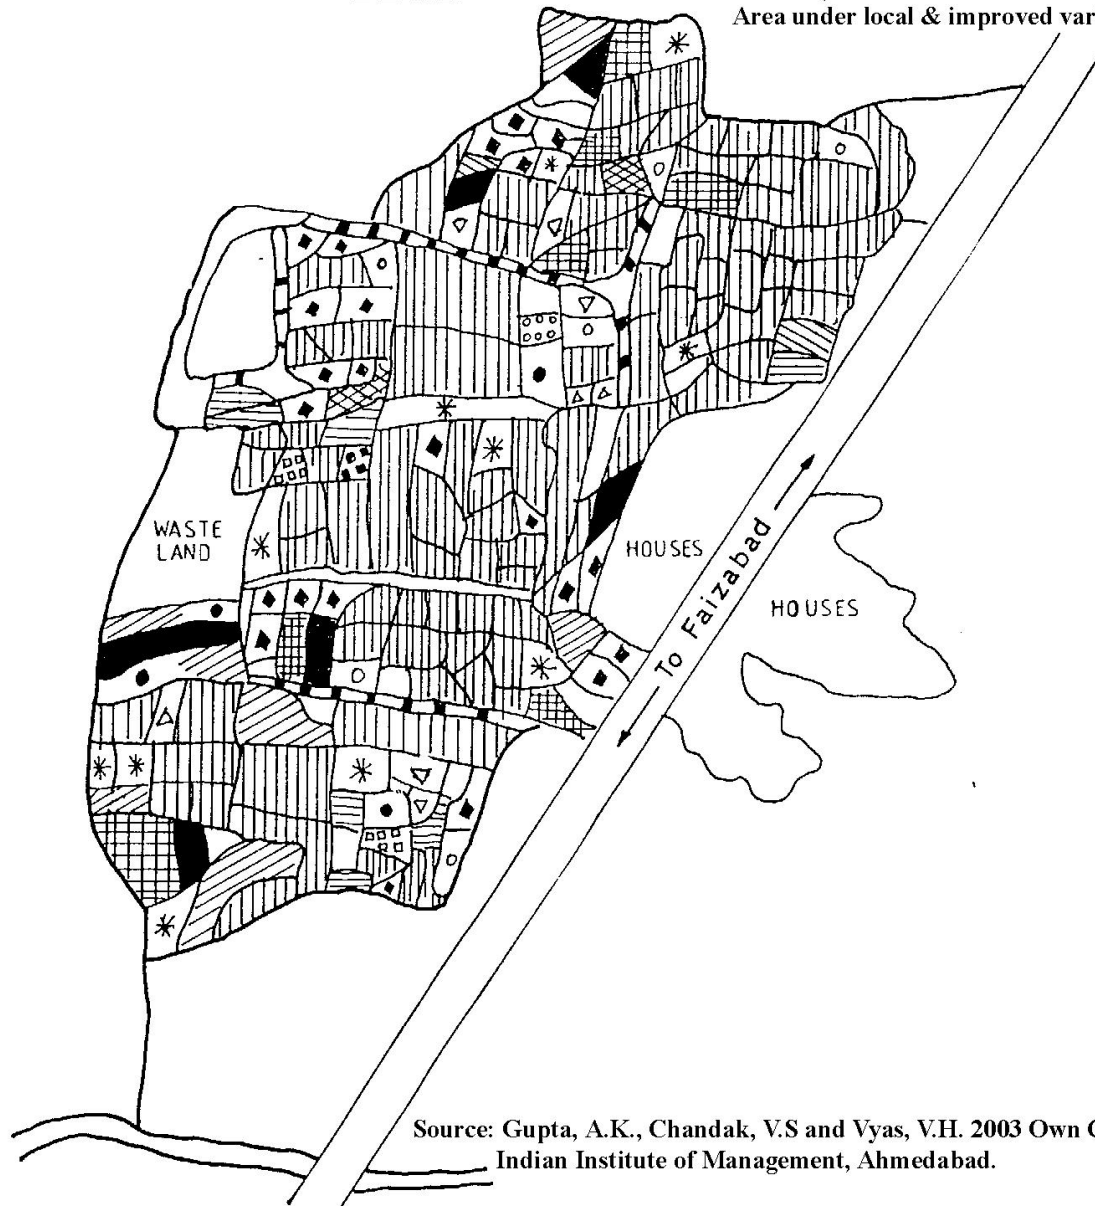 Area under local & improved var
WASTE
LAND
HOUSES
To Faizabad
HOUSES
Source: Gupta, A.K., Chandak, V.S and Vyas, V.H. 2003 Own
Indian Institute of Management, Ahmedabad.